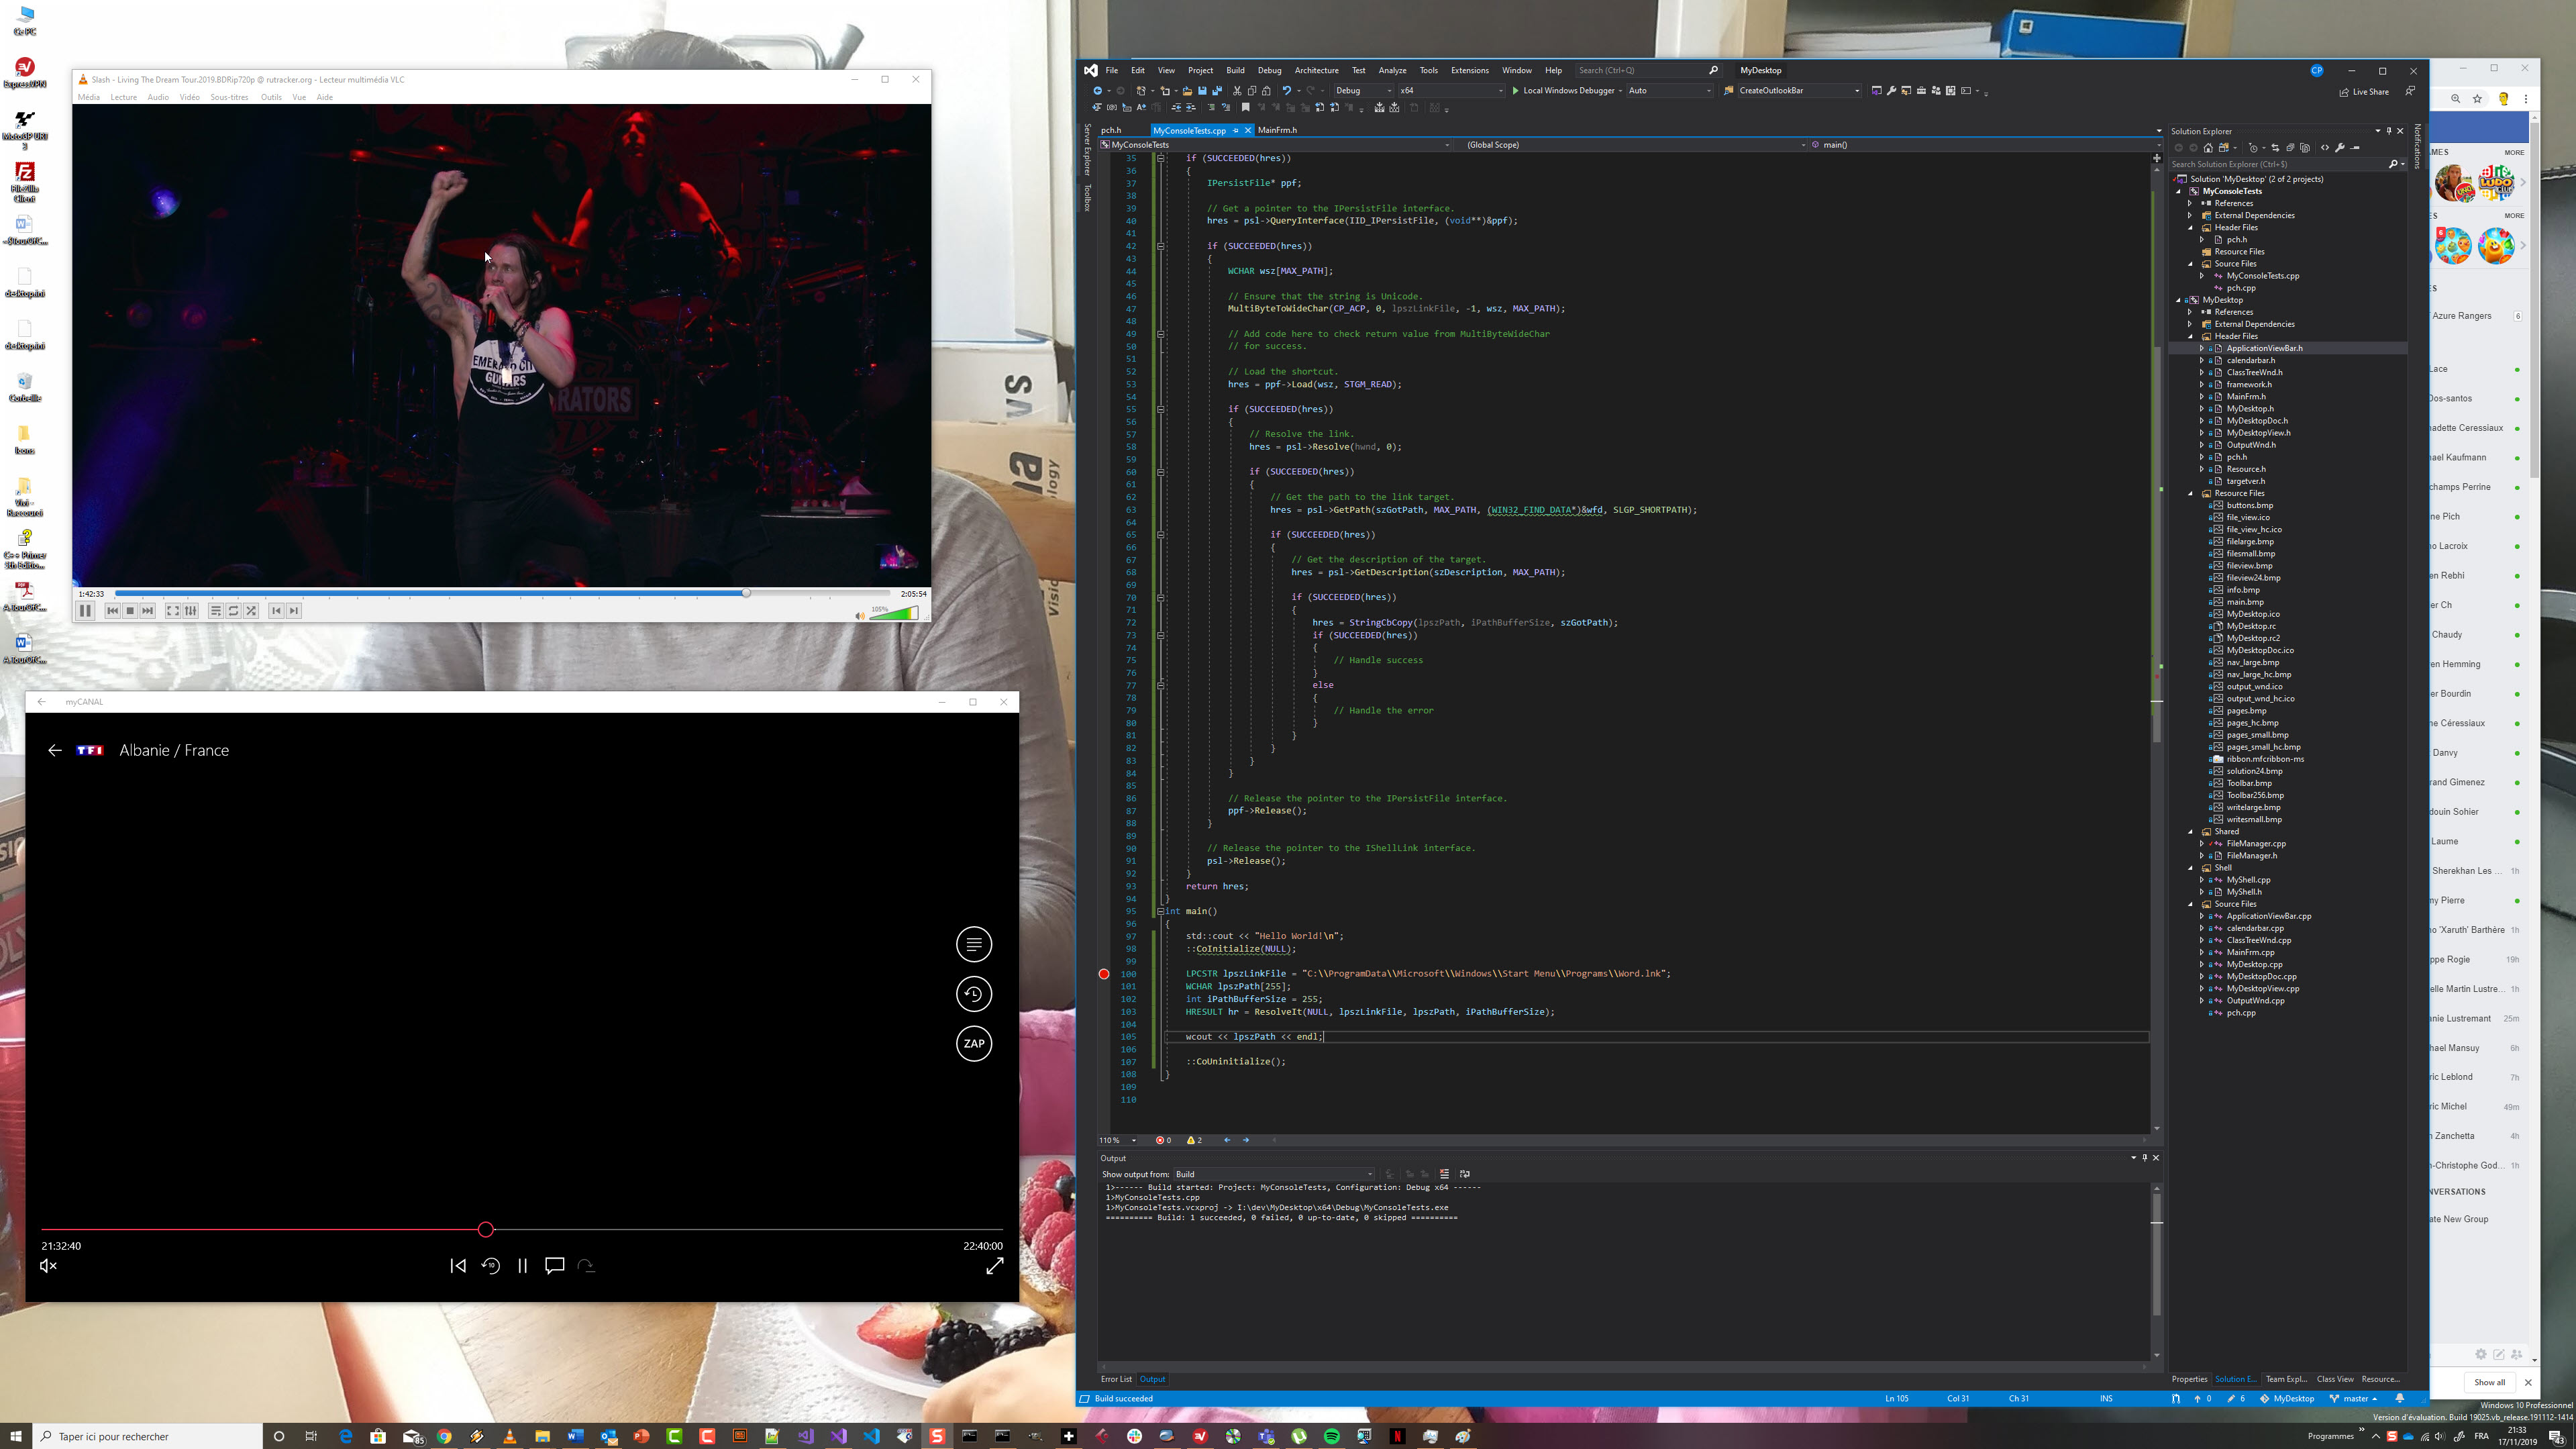 Ce PC
ExpressVPN
MotoGP URT
3
FileZilla
Client
desktop.ini
desktop.ini
Corbeille
Icons
Vivi -
Raccourci
C++ Primer
5th Editio...
A.TourOfC...
A.TourOfC...
Slash - Living The Dream Tour.2019.BDRip720p @ rutracker.org - Lecteur multimédia VLC
Média Lecture Audio Vidéo Sous-titres Outils Vue Aide
EMERALD CITY
GUITARS
1:42:33
2:05:54
105%
myCANAL
TF1 Albanie / France
ZAP
21:32:40
22:40:00
File Edit View Project Build Debug Architecture Test Analyze Tools Extensions Window Help Search (Ctrl+Q) MyDesktop CP
Debug x64 Local Windows Debugger Auto CreateOutlookBar Live Share
Server Explorer
Toolbox
pch.h MyConsoleTests.cpp MainFrm.h
MyConsoleTests (Global Scope) main()
35 if (SUCCEEDED(hres))
36 {
37 IPersistFile* ppf;
38
39 // Get a pointer to the IPersistFile interface.
40 hres = psl->QueryInterface(IID_IPersistFile, (void**)&ppf);
41
42 if (SUCCEEDED(hres))
43 {
44 WCHAR wsz[MAX_PATH];
45
46 // Ensure that the string is Unicode.
47 MultiByteToWideChar(CP_ACP, 0, lpszLinkFile, -1, wsz, MAX_PATH);
48
49 // Add code here to check return value from MultiByteWideChar
50 // for success.
51
52 // Load the shortcut.
53 hres = ppf->Load(wsz, STGM_READ);
54
55 if (SUCCEEDED(hres))
56 {
57 // Resolve the link.
58 hres = psl->Resolve(hwnd, 0);
59
60 if (SUCCEEDED(hres))
61 {
62 // Get the path to the link target.
63 hres = psl->GetPath(szGotPath, MAX_PATH, (WIN32_FIND_DATA*)&wfd, SLGP_SHORTPATH);
64
65 if (SUCCEEDED(hres))
66 {
67 // Get the description of the target.
68 hres = psl->GetDescription(szDescription, MAX_PATH);
69
70 if (SUCCEEDED(hres))
71 {
72 hres = StringCbCopy(lpszPath, iPathBufferSize, szGotPath);
73 if (SUCCEEDED(hres))
74 {
75 // Handle success
76 }
77 else
78 {
79 // Handle the error
80 }
81 }
82 }
83 }
84 }
85
86 // Release the pointer to the IPersistFile interface.
87 ppf->Release();
88 }
89
90 // Release the pointer to the IShellLink interface.
91 psl->Release();
92 }
93 return hres;
94 }
95 int main()
96 {
97 std::cout << "Hello World!\n";
98 ::CoInitialize(NULL);
99
100 LPCSTR lpszLinkFile = "C:\\ProgramData\\Microsoft\\Windows\\Start Menu\\Programs\\Word.lnk";
101 WCHAR lpszPath[255];
102 int iPathBufferSize = 255;
103 HRESULT hr = ResolveIt(NULL, lpszLinkFile, lpszPath, iPathBufferSize);
104
105 wcout << lpszPath << endl;
106
107 ::CoUninitialize();
108 }
109
110
110 % 0 2
Output
Show output from: Build
1>------ Build started: Project: MyConsoleTests, Configuration: Debug x64 ------
1>MyConsoleTests.cpp
1>MyConsoleTests.vcxproj -> I:\dev\MyDesktop\x64\Debug\MyConsoleTests.exe
========== Build: 1 succeeded, 0 failed, 0 up-to-date, 0 skipped ==========
Error List Output
Build succeeded Ln 105 Col 31 Ch 31 INS 0 6 MyDesktop master
Solution Explorer
Search Solution Explorer (Ctrl+$)
Solution 'MyDesktop' (2 of 2 projects)
MyConsoleTests
References
External Dependencies
Header Files
pch.h
Resource Files
Source Files
MyConsoleTests.cpp
pch.cpp
MyDesktop
References
External Dependencies
Header Files
ApplicationViewBar.h
calendarbar.h
ClassTreeWnd.h
framework.h
MainFrm.h
MyDesktop.h
MyDesktopDoc.h
MyDesktopView.h
OutputWnd.h
pch.h
Resource.h
targetver.h
Resource Files
buttons.bmp
file_view.ico
file_view_hc.ico
filelarge.bmp
filesmall.bmp
fileview.bmp
fileview24.bmp
info.bmp
main.bmp
MyDesktop.ico
MyDesktop.rc
MyDesktop.rc2
MyDesktopDoc.ico
nav_large.bmp
nav_large_hc.bmp
output_wnd.ico
output_wnd_hc.ico
pages.bmp
pages_hc.bmp
pages_small.bmp
pages_small_hc.bmp
ribbon.mfcribbon-ms
solution24.bmp
Toolbar.bmp
Toolbar256.bmp
writelarge.bmp
writesmall.bmp
Shared
FileManager.cpp
FileManager.h
Shell
MyShell.cpp
MyShell.h
Source Files
ApplicationViewBar.cpp
calendarbar.cpp
ClassTreeWnd.cpp
MainFrm.cpp
MyDesktop.cpp
MyDesktopDoc.cpp
MyDesktopView.cpp
OutputWnd.cpp
pch.cpp
Properties Solution E... Team Expl... Class View Resource...
Notifications
AMES MORE
UNO LUDO
ES MORE
6
ES
Azure Rangers 6
Lace
Dos-santos
nadette Ceressiaux
ael Kaufmann
champs Perrine
ne Pich
no Lacroix
en Rebhi
er Ch
Chaudy
ven Hemming
er Bourdin
ne Céressiaux
Danvy
rand Gimenez
douin Sohier
Laume
Sherekhan Les ... 1h
ny Pierre
no 'Xaruth' Barthère 1h
ppe Rogie 19h
elle Martin Lustre... 1h
anie Lustremant 25m
hael Mansuy 6h
ric Leblond 7h
ric Michel 49m
n Zanchetta 4h
n-Christophe God... 1h
NVERSATIONS
ate New Group
Show all
Windows 10 Professionnel
Version d'évaluation. Build 19025.vb_release.191112-1414
Taper ici pour rechercher
85
Programmes
FRA
21:33
17/11/2019
43